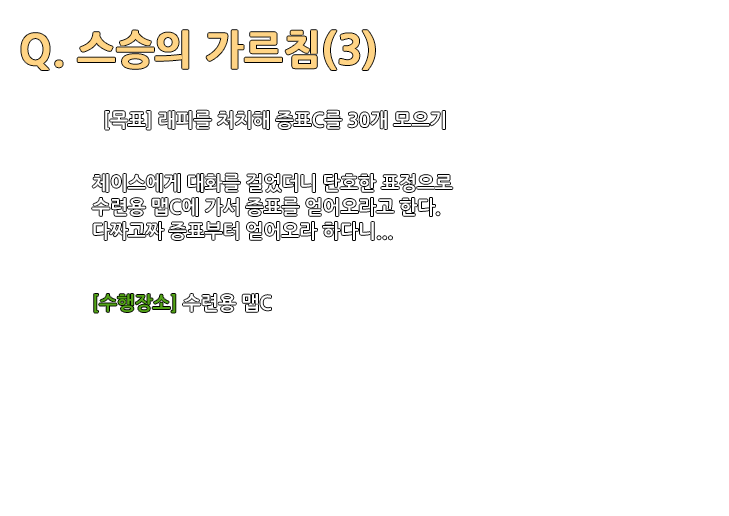 Q. 스승의 가르침(3)
[목표] 래피를 처치해 증표C를 30개 모으기
체이스에게 대화를 걸었더니 단호한 표정으로
수련용 맵C에 가서 증표를 얻어오라고 한다.
다짜고짜 증표부터 얻어오라 하다니...
[수행장소] 수련용 맵C